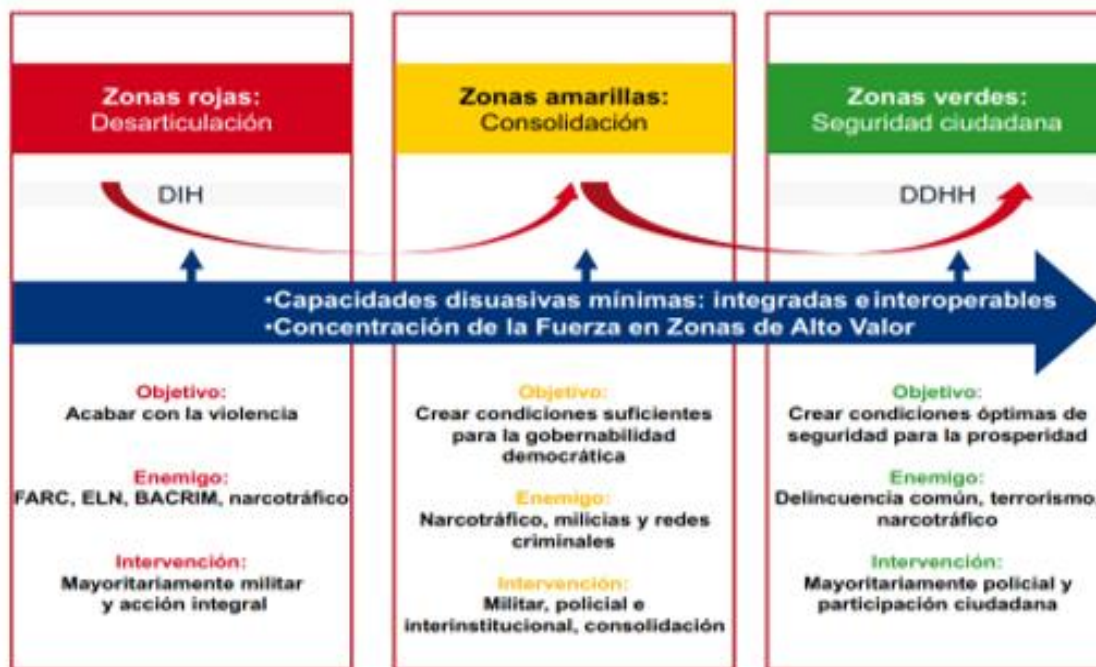 Zonas rojas:
Desarticulación
DIH
Zonas amarillas:
Consolidación
Zonas verdes:
Seguridad ciudadana
DDHH
•Capacidades disuasivas mínimas: integradas e interoperables
•Concentración de la Fuerza en Zonas de Alto Valor
Objetivo:
Acabar con la violencia
Enemigo:
FARC, ELN, BACRIM, narcotráfico
Intervención:
Mayoritariamente militar
y acción integral
Objetivo:
Crear condiciones suficientes
para la gobernabilidad
democrática
Enemigo:
Narcotráfico, milicias y redes
criminales
Intervención:
Militar, policial e
interinstitucional, consolidación
Objetivo:
Crear condiciones óptimas de
seguridad para la prosperidad
Enemigo:
Delincuencia común, terrorismo,
narcotráfico
Intervención:
Mayoritariamente policial y
participación ciudadana